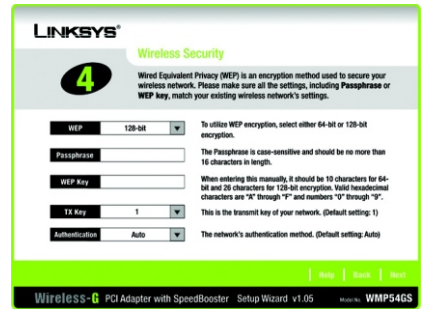 LINKSYS®
Wireless Security
4
Wired Equivalent Privacy (WEP) is an encryption method used to secure your
wireless network. Please make sure all the settings, including Passphrase or
WEP key, match your existing wireless network's settings.
WEP
128-bit
To utilize WEP encryption, select either 64-bit or 128-bit
encryption.
Passphrase
The Passphrase is case-sensitive and should be no more than
16 characters in length.
WEP Key
When entering this manually, it should be 10 characters for 64-
bit and 26 characters for 128-bit encryption. Valid hexadecimal
characters are "A" through "F" and numbers "0" through "9".
TX Key
1
This is the transmit key of your network. (Default setting: 1)
Authentication
Auto
The network's authentication method. (Default setting: Auto)
Help
Back
Next
Wireless-G PCI Adapter with SpeedBooster Setup Wizard v1.05 Model No. WMP54GS